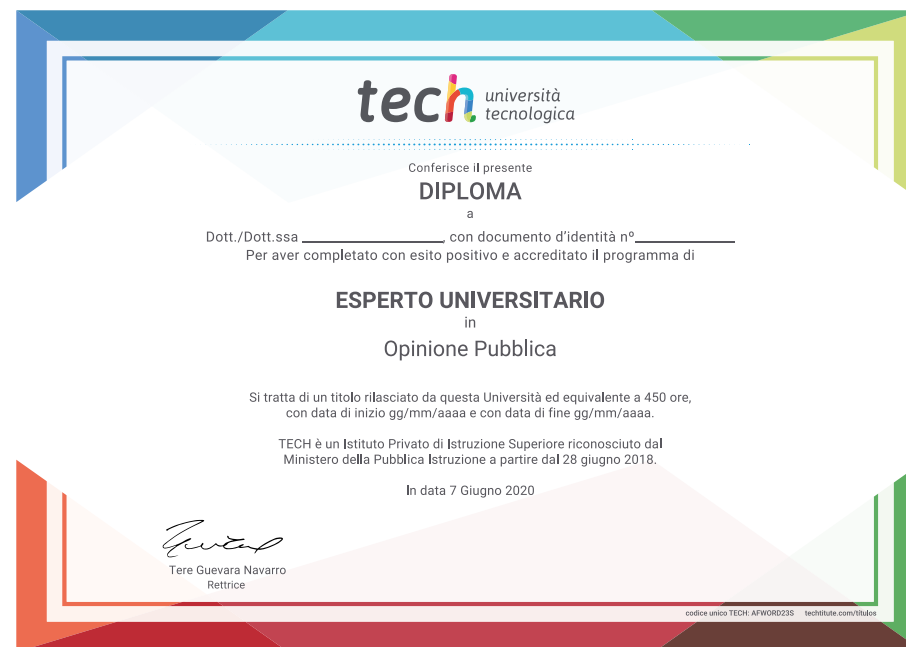 tech università
tecnologica
Conferisce il presente
DIPLOMA
a
Dott./Dott.ssa ____________, con documento d'identità nº____________
Per aver completato con esito positivo e accreditato il programma di
ESPERTO UNIVERSITARIO
in
Opinione Pubblica
Si tratta di un titolo rilasciato da questa Università ed equivalente a 450 ore,
con data di inizio gg/mm/aaaa e con data di fine gg/mm/aaaa.
TECH è un Istituto Privato di Istruzione Superiore riconosciuto dal
Ministero della Pubblica Istruzione a partire dal 28 giugno 2018.
In data 7 Giugno 2020
Tere Guevara Navarro
Rettrice
codice unico TECH: AFWORD23S techtitute.com/titulos